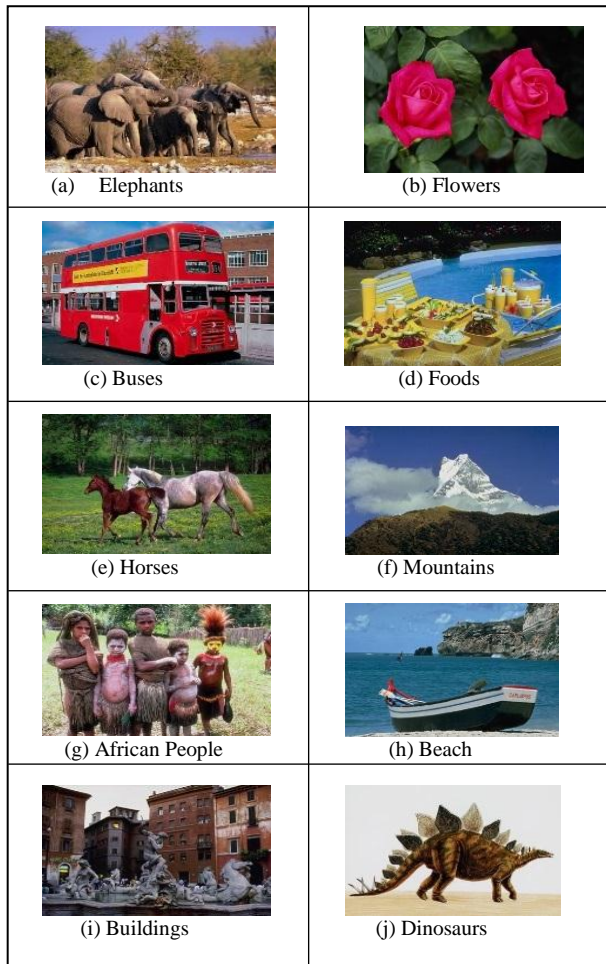 (a) Elephants
(b) Flowers
(c) Buses
(d) Foods
(e) Horses
(f) Mountains
(g) African People
(h) Beach
(i) Buildings
(j) Dinosaurs